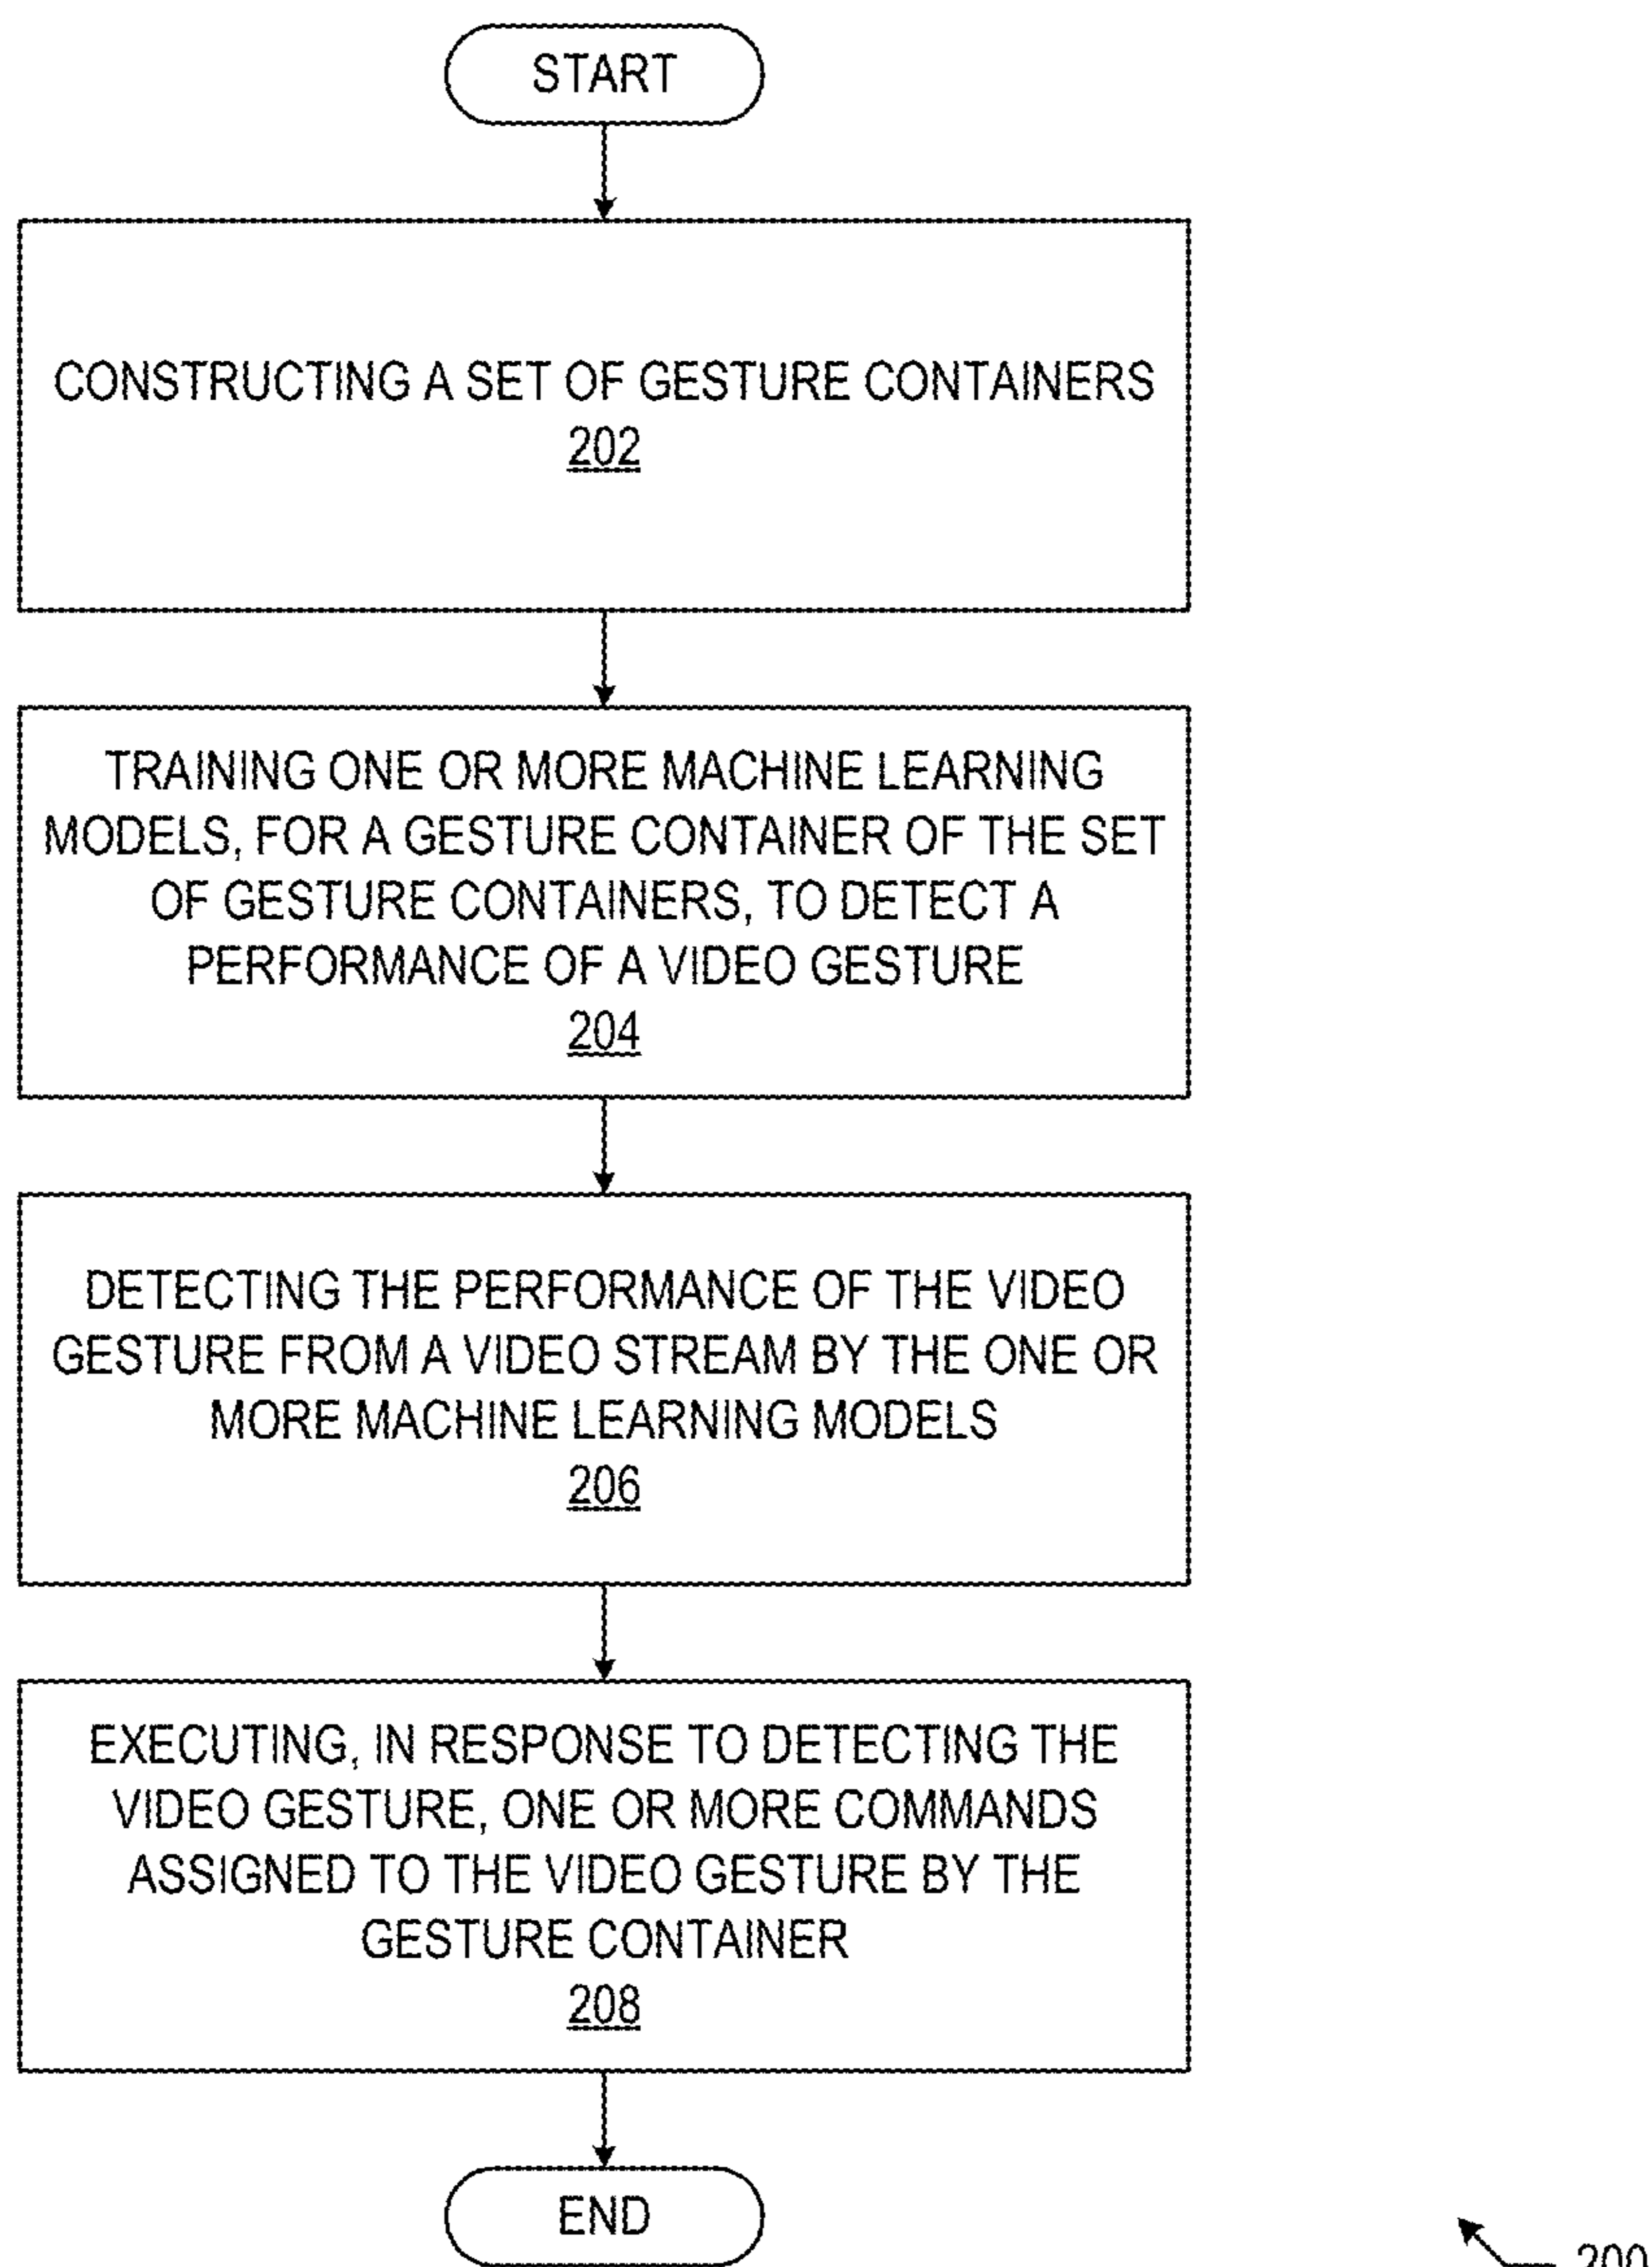 START
CONSTRUCTING A SET OF GESTURE CONTAINERS
202
TRAINING ONE OR MORE MACHINE LEARNING
MODELS, FOR A GESTURE CONTAINER OF THE SET
OF GESTURE CONTAINERS, TO DETECT A
PERFORMANCE OF A VIDEO GESTURE
204
DETECTING THE PERFORMANCE OF THE VIDEO
GESTURE FROM A VIDEO STREAM BY THE ONE OR
MORE MACHINE LEARNING MODELS
206
EXECUTING, IN RESPONSE TO DETECTING THE
VIDEO GESTURE, ONE OR MORE COMMANDS
ASSIGNED TO THE VIDEO GESTURE BY THE
GESTURE CONTAINER
208
END
200